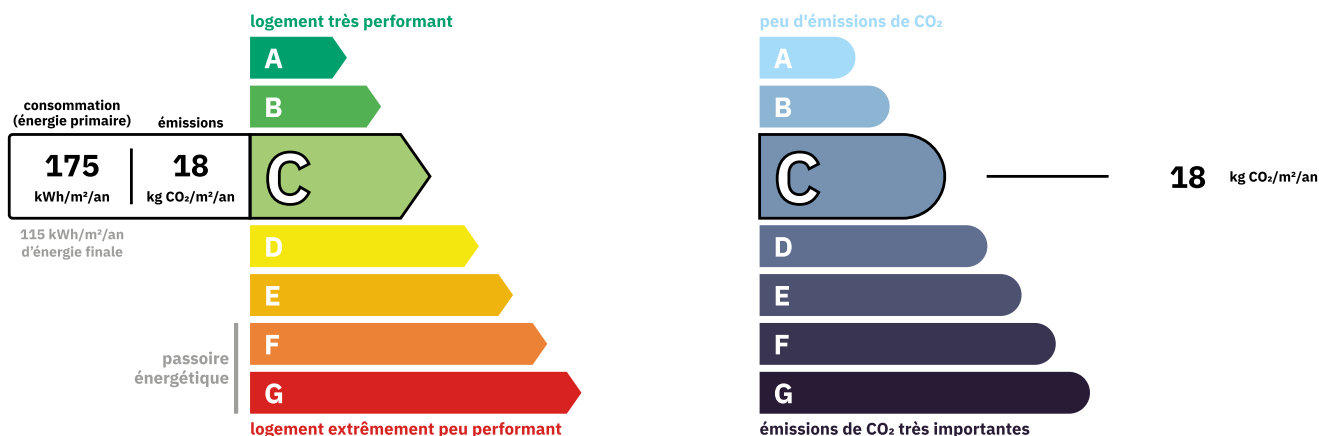 logement très performant
A
B
consommation
(énergie primaire)
émissions
175
kWh/m²/an
18
kg CO₂/m²/an
C
115 kWh/m²/an
d'énergie finale
D
E
F
passoire
énergétique
G
logement extrêmement peu performant
peu d'émissions de CO₂
A
B
C
18 kg CO₂/m²/an
D
E
F
G
émissions de CO₂ très importantes